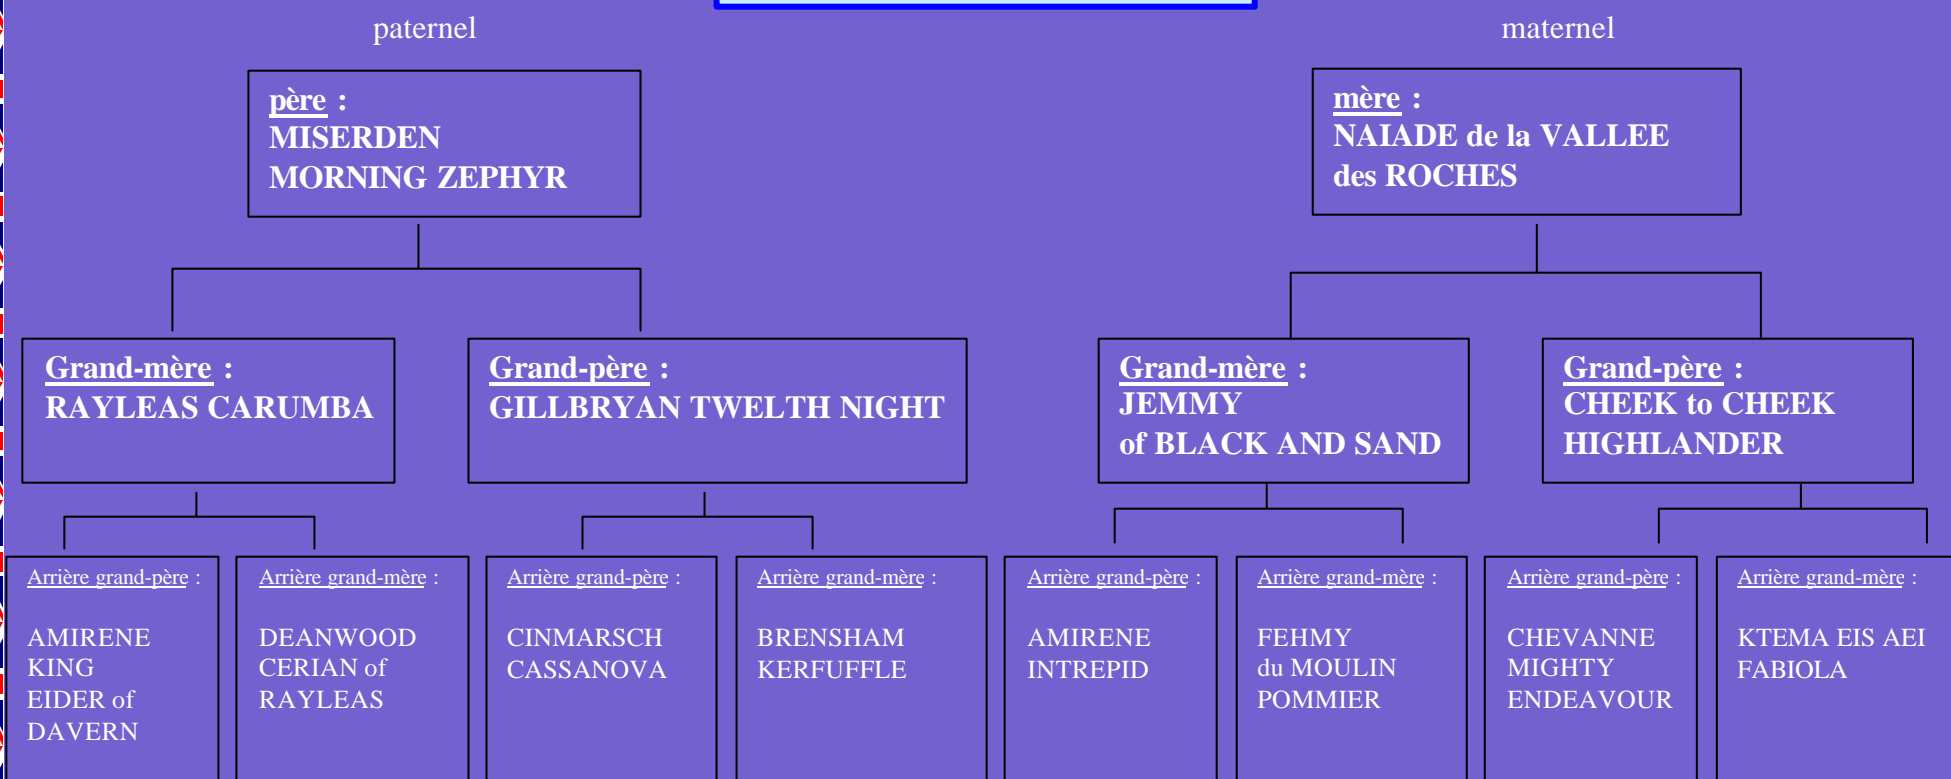 paternel
maternel
père :
MISERDEN
MORNING ZEPHYR
mère :
NAIADE de la VALLEE
des ROCHES
Grand-mère :
RAYLEAS CARUMBA
Grand-père :
GILLBRYAN TWELTH NIGHT
Grand-mère :
JEMMY
of BLACK AND SAND
Grand-père :
CHEEK to CHEEK
HIGHLANDER
Arrière grand-père :
AMIRENE
KING
EIDER of
DAVERN
Arrière grand-mère :
DEANWOOD
CERIAN of
RAYLEAS
Arrière grand-père :
CINMARSCH
CASSANOVA
Arrière grand-mère :
BRENSHAM
KERFUFFLE
Arrière grand-père :
AMIRENE
INTREPID
Arrière grand-mère :
FEHMY
du MOULIN
POMMIER
Arrière grand-père :
CHEVANNE
MIGHTY
ENDEAVOUR
Arrière grand-mère :
KTEMA EIS AEI
FABIOLA